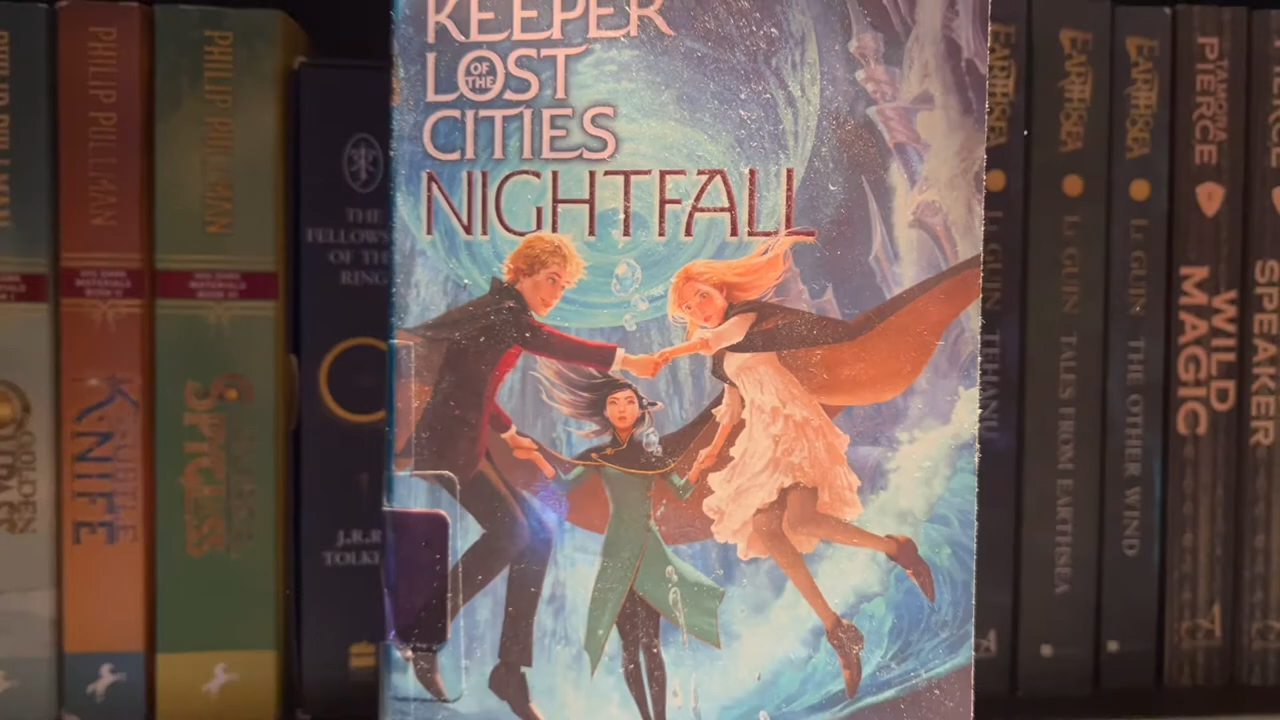 PHILIP PULLMAN
KNIFE
PHILIP PULLMAN
SPYGLASS
THE
FELLOWS
OF THE
RING
J.R.R
TOLKI
KEEPER
OF THE
LOST
CITIES
NIGHTFALL
EARTHSEA
LE GUIN TEHANU
EARTHSEA
LE GUIN TALES FROM EARTHSEA
EARTHSEA
LE GUIN THE OTHER WIND
TAMORA
PIERCE
WILD
MAGIC
SPEAKER